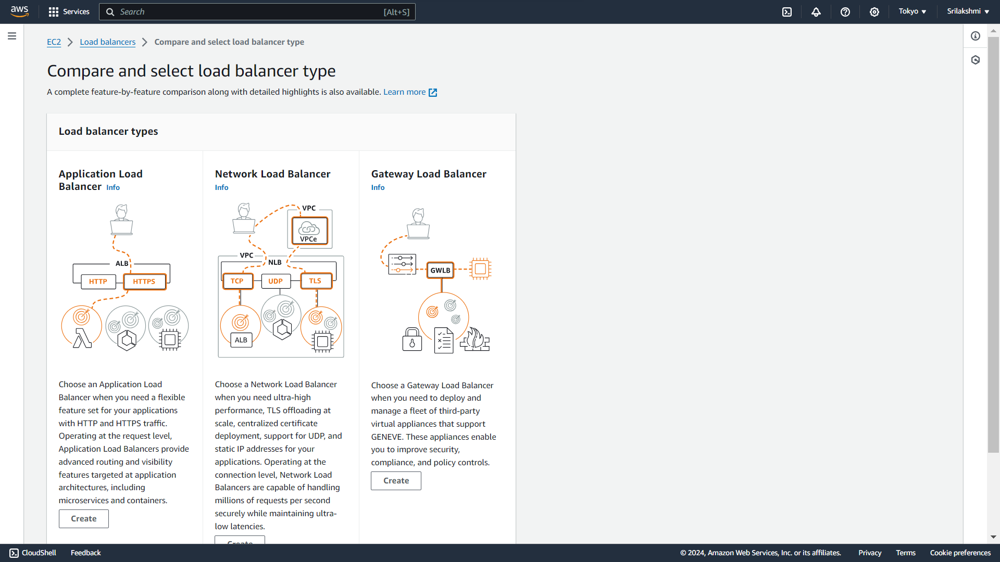 aws
Services
Search
[Alt+S]
Tokyo
Srilakshmi
EC2
Load balancers
Compare and select load balancer type
Compare and select load balancer type
A complete feature-by-feature comparison along with detailed highlights is also available. Learn more
Load balancer types
Application Load
Balancer Info
ALB
HTTP
HTTPS
Choose an Application Load
Balancer when you need a flexible
feature set for your applications
with HTTP and HTTPS traffic.
Operating at the request level,
Application Load Balancers provide
advanced routing and visibility
features targeted at application
architectures, including
microservices and containers.
Create
Network Load Balancer
Info
VPC
VPCe
VPC
NLB
TCP
UDP
TLS
ALB
Choose a Network Load Balancer
when you need ultra-high
performance, TLS offloading at
scale, centralized certificate
deployment, support for UDP, and
static IP addresses for your
applications. Operating at the
connection level, Network Load
Balancers are capable of handling
millions of requests per second
securely while maintaining ultra-
low latencies.
Create
Gateway Load Balancer
Info
GWLB
Choose a Gateway Load Balancer
when you need to deploy and
manage a fleet of third-party
virtual appliances that support
GENEVE. These appliances enable
you to improve security,
compliance, and policy controls.
Create
CloudShell
Feedback
© 2024, Amazon Web Services, Inc. or its affiliates.
Privacy
Terms
Cookie preferences